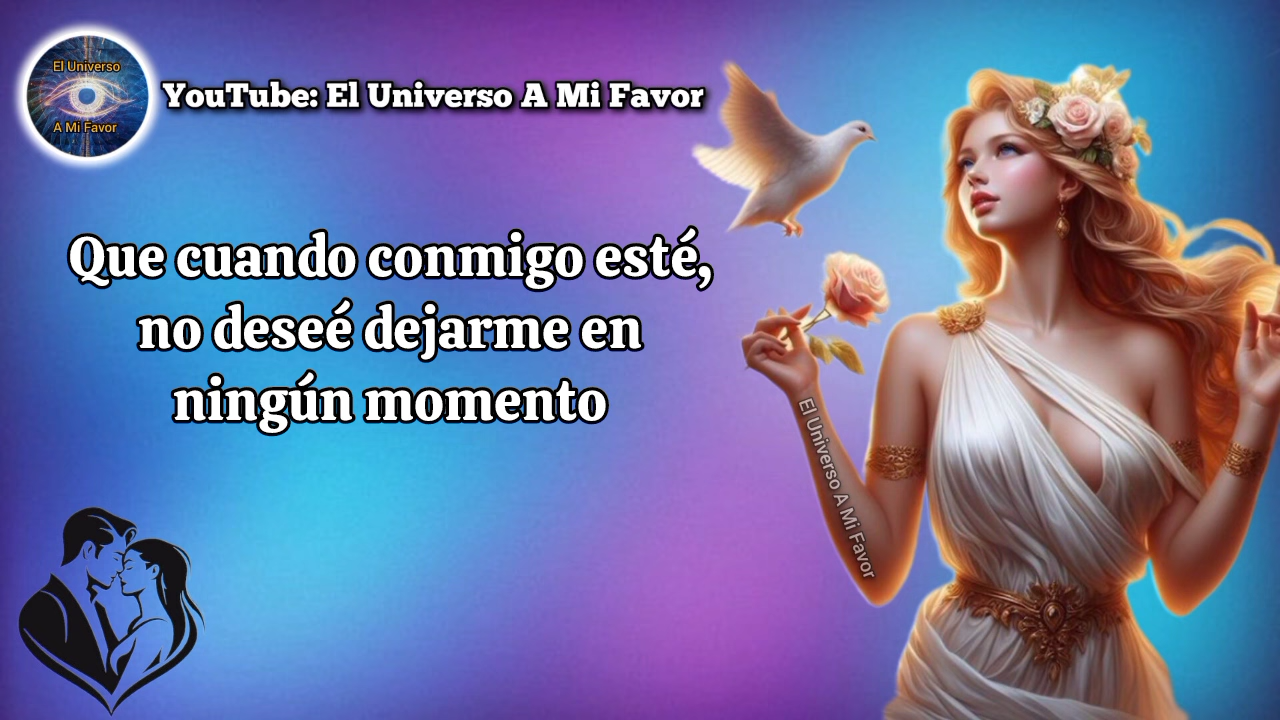 El Universo
A Mi Favor
YouTube: El Universo A Mi Favor
Que cuando conmigo esté,
no deseé dejarme en
ningún momento
El Universo A Mi Favor